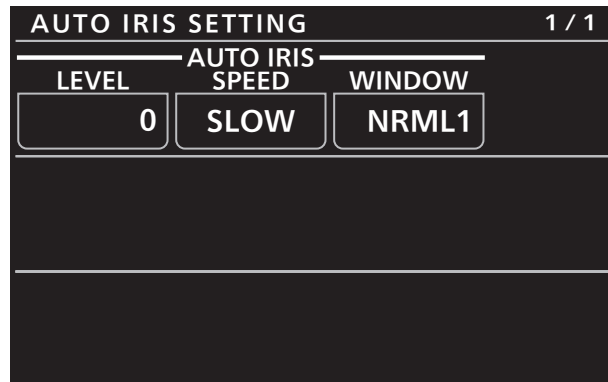 AUTO IRIS SETTING 1 / 1
AUTO IRIS
LEVEL SPEED WINDOW
0 SLOW NRML1